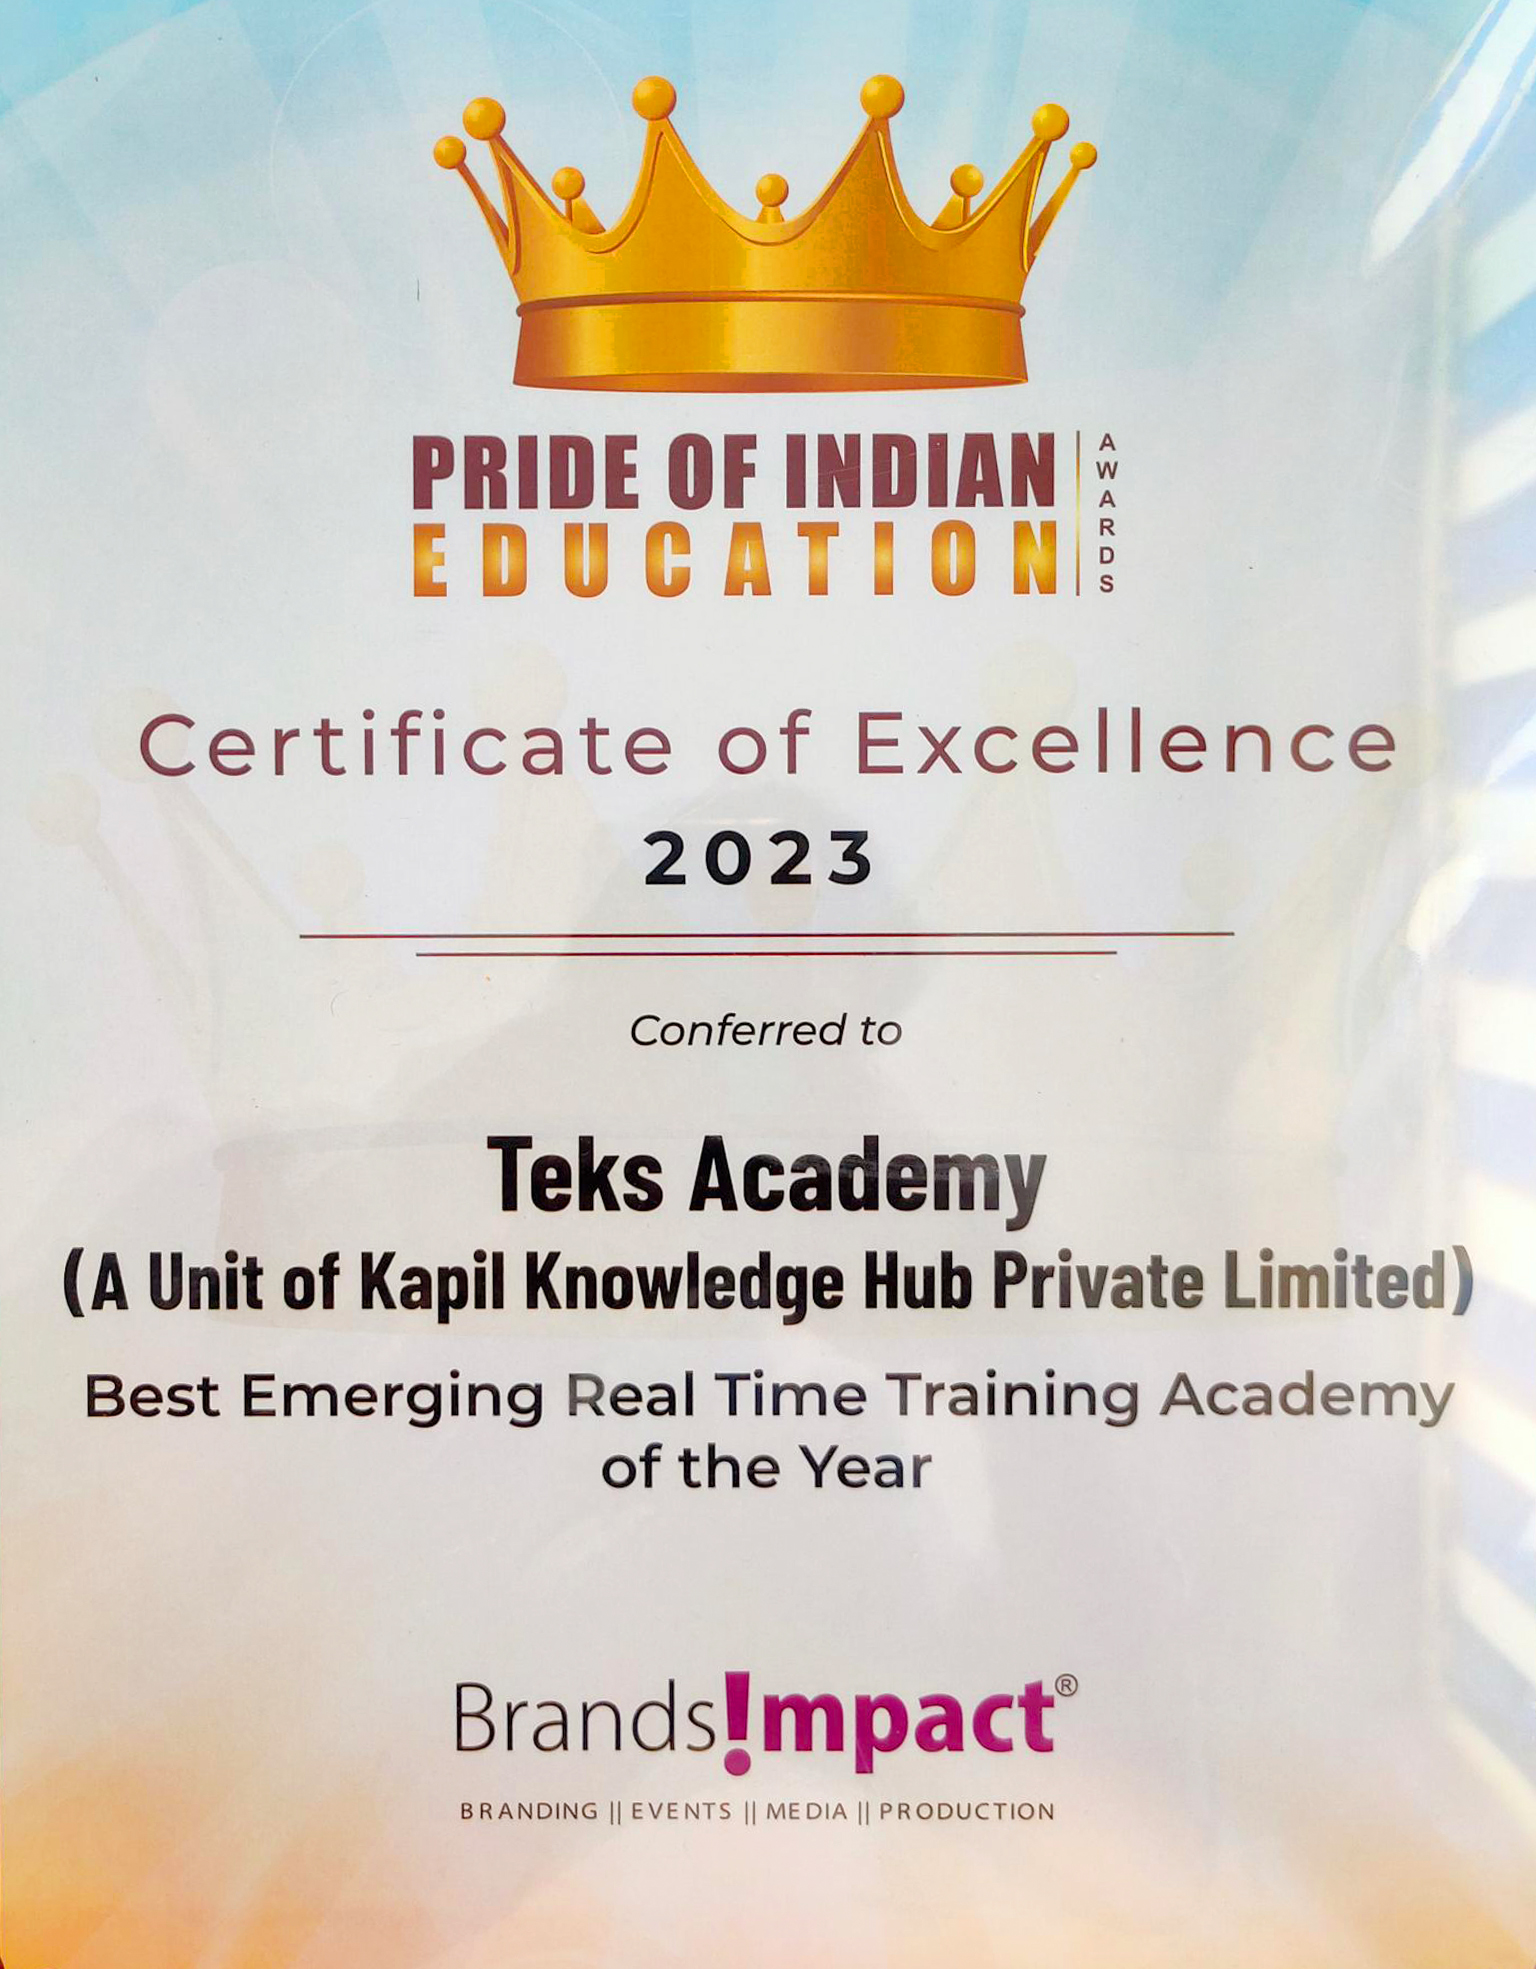 PRIDE OF INDIAN
EDUCATION
AWARDS
Certificate of Excellence
2023
Conferred to
Teks Academy
(A Unit of Kapil Knowledge Hub Private Limited)
Best Emerging Real Time Training Academy
of the Year
Brands!mpact®
BRANDING || EVENTS || MEDIA || PRODUCTION